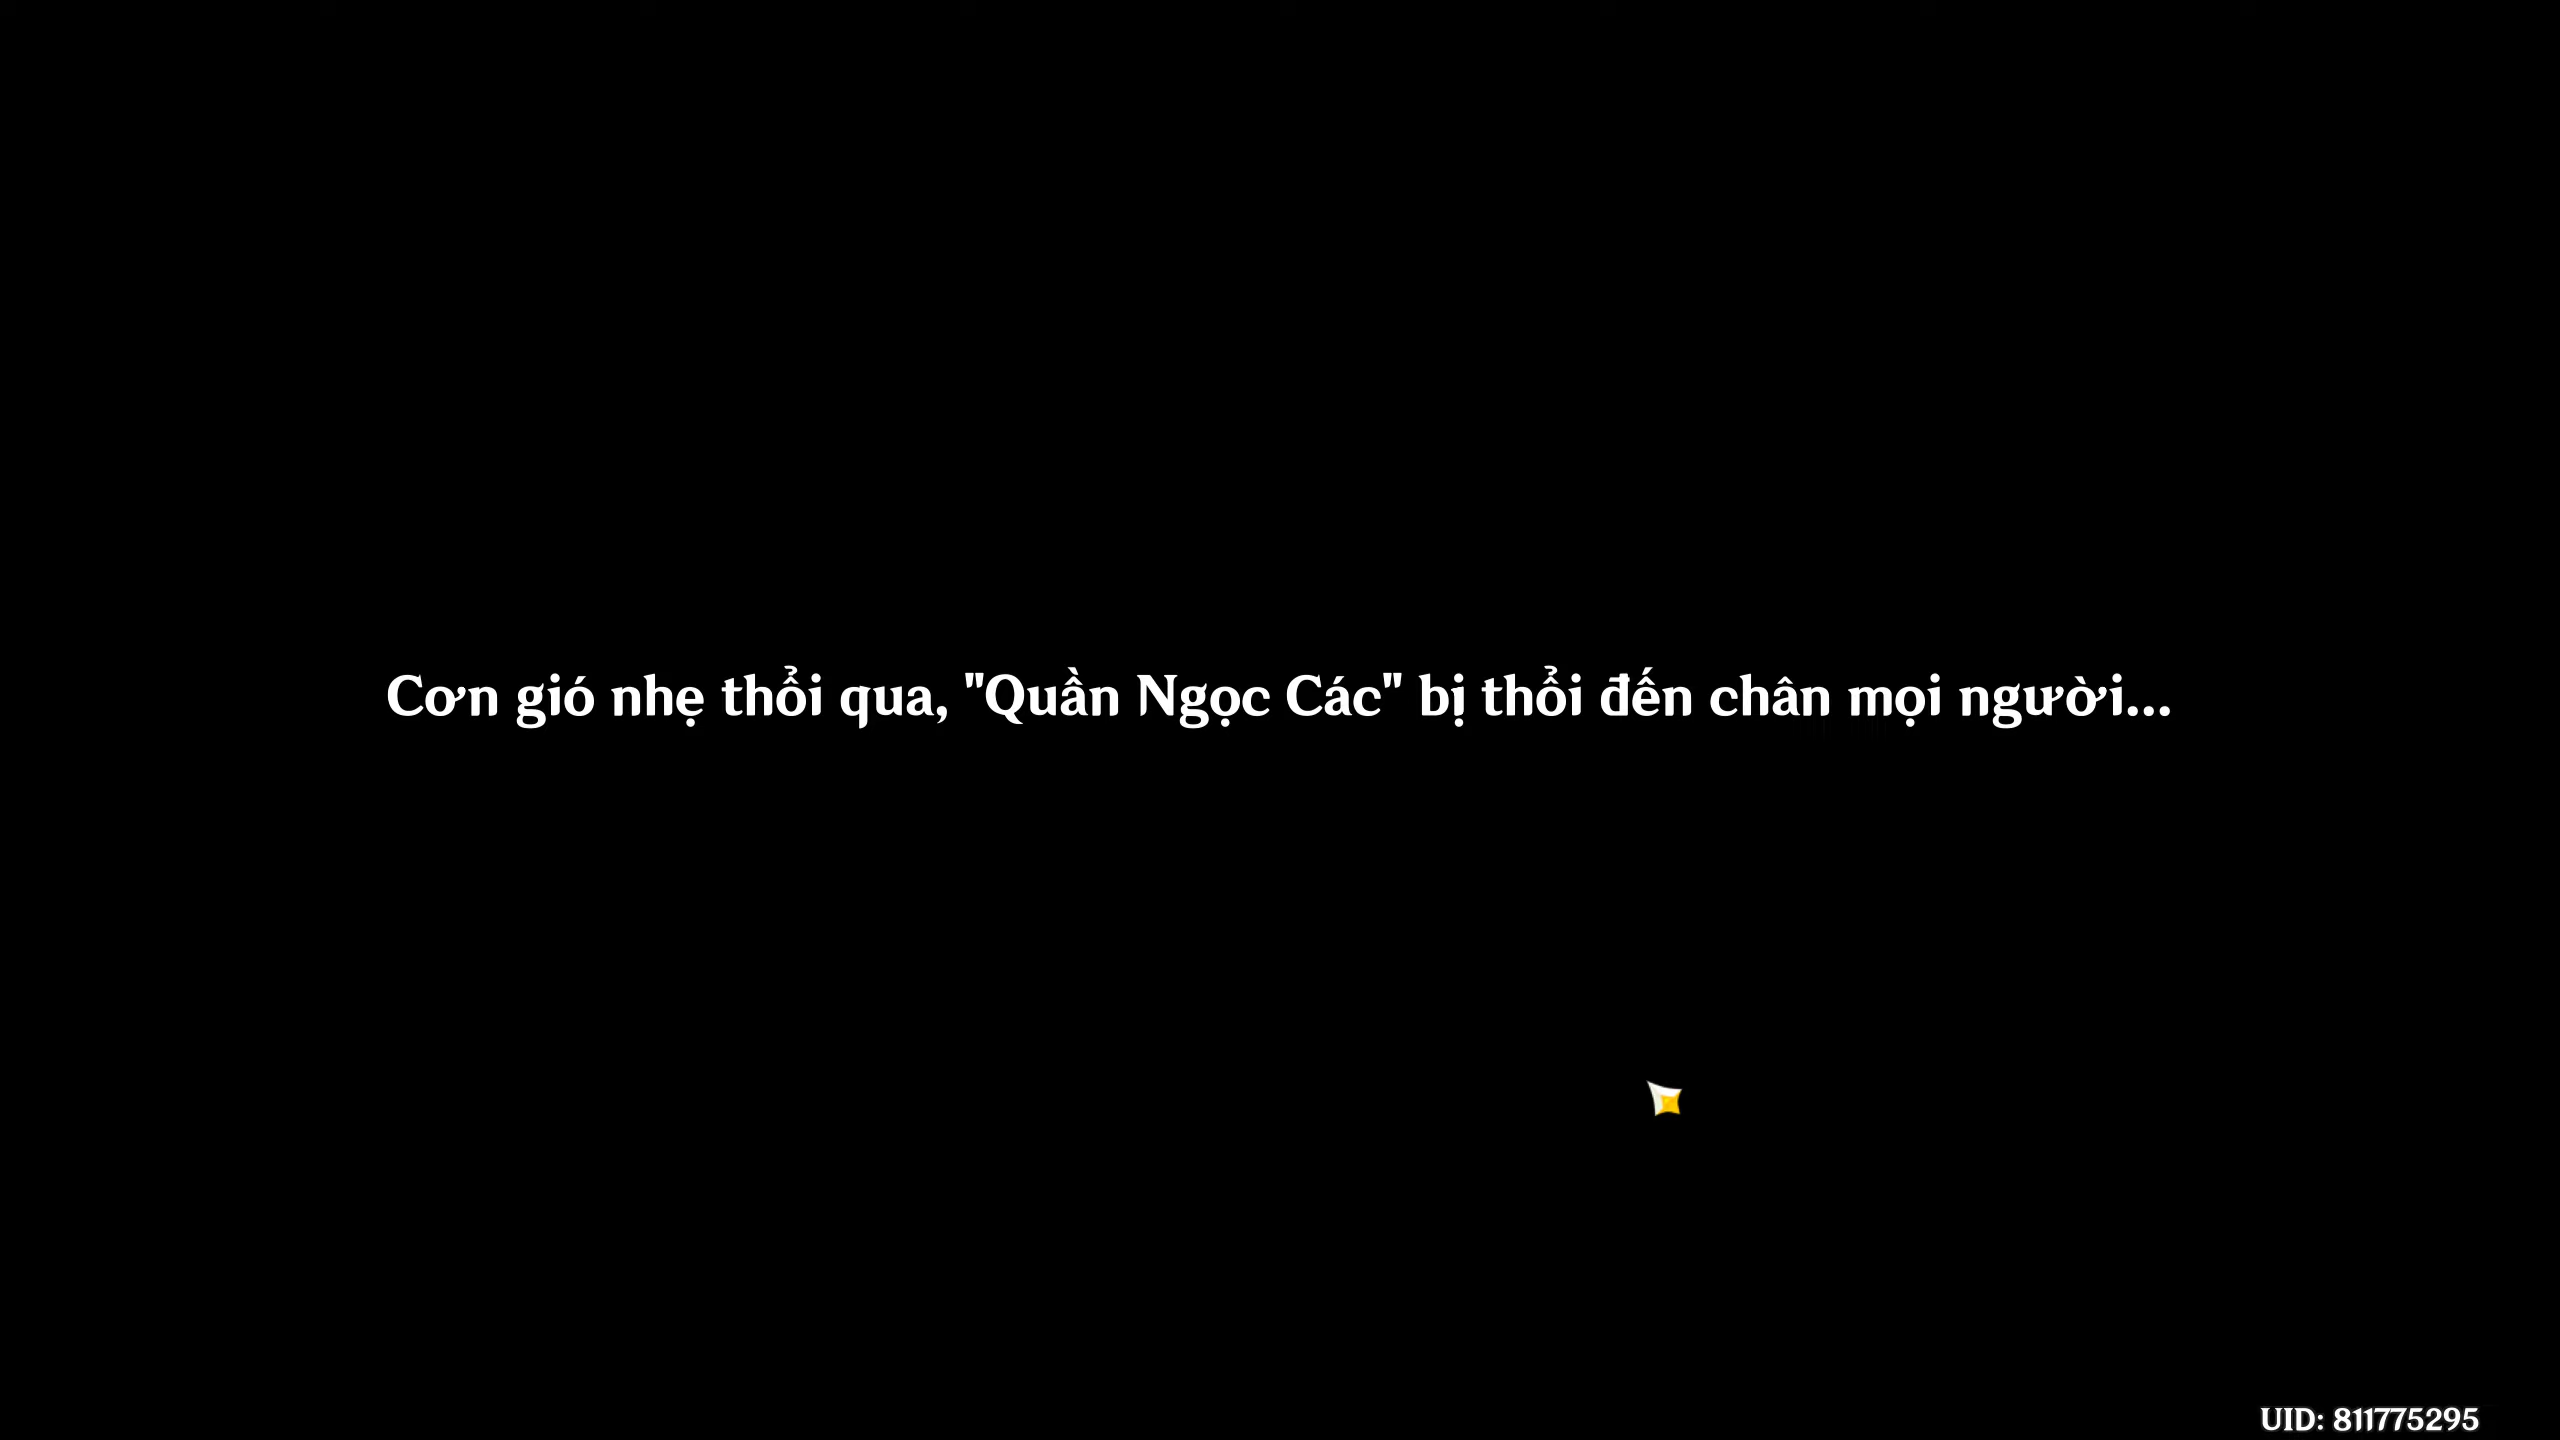 Cơn gió nhẹ thổi qua, "Quần Ngọc Các" bị thổi đến chân mọi người...
UID: 811775295